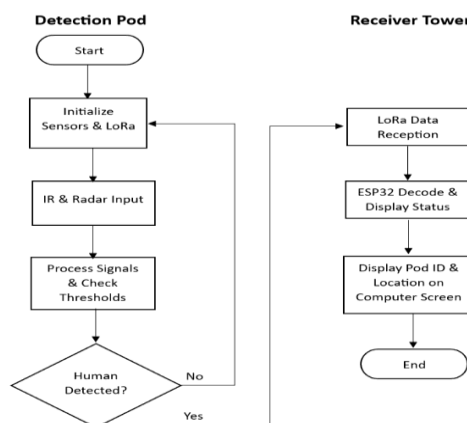 Detection Pod
Start
Initialize
Sensors & LoRa
IR & Radar Input
Process Signals
& Check
Thresholds
Human
Detected?
No
Yes
Receiver Tower
LoRa Data
Reception
ESP32 Decode &
Display Status
Display Pod ID &
Location on
Computer Screen
End